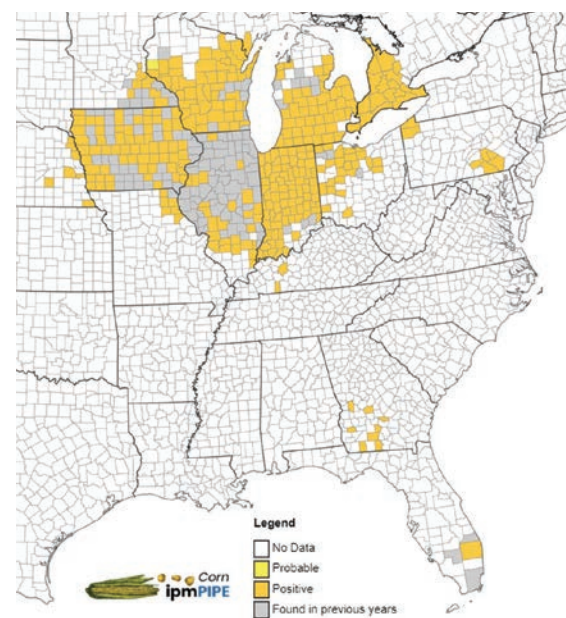 Legend
No Data
Probable
Positive
Found in previous years
Corn
ipmPIPE